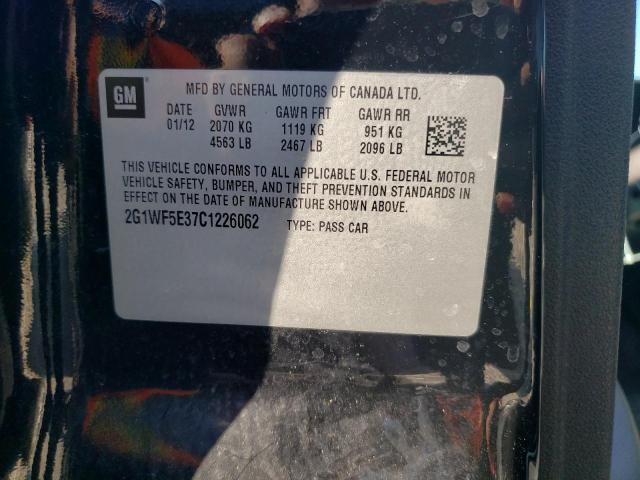 GM
MFD BY GENERAL MOTORS OF CANADA LTD.
DATE GVWR GAWR FRT GAWR RR
01/12 2070 KG 1119 KG 951 KG
4563 LB 2467 LB 2096 LB
THIS VEHICLE CONFORMS TO ALL APPLICABLE U.S. FEDERAL MOTOR
VEHICLE SAFETY, BUMPER, AND THEFT PREVENTION STANDARDS IN
EFFECT ON THE DATE OF MANUFACTURE SHOWN ABOVE.
2G1WF5E37C1226062 TYPE: PASS CAR